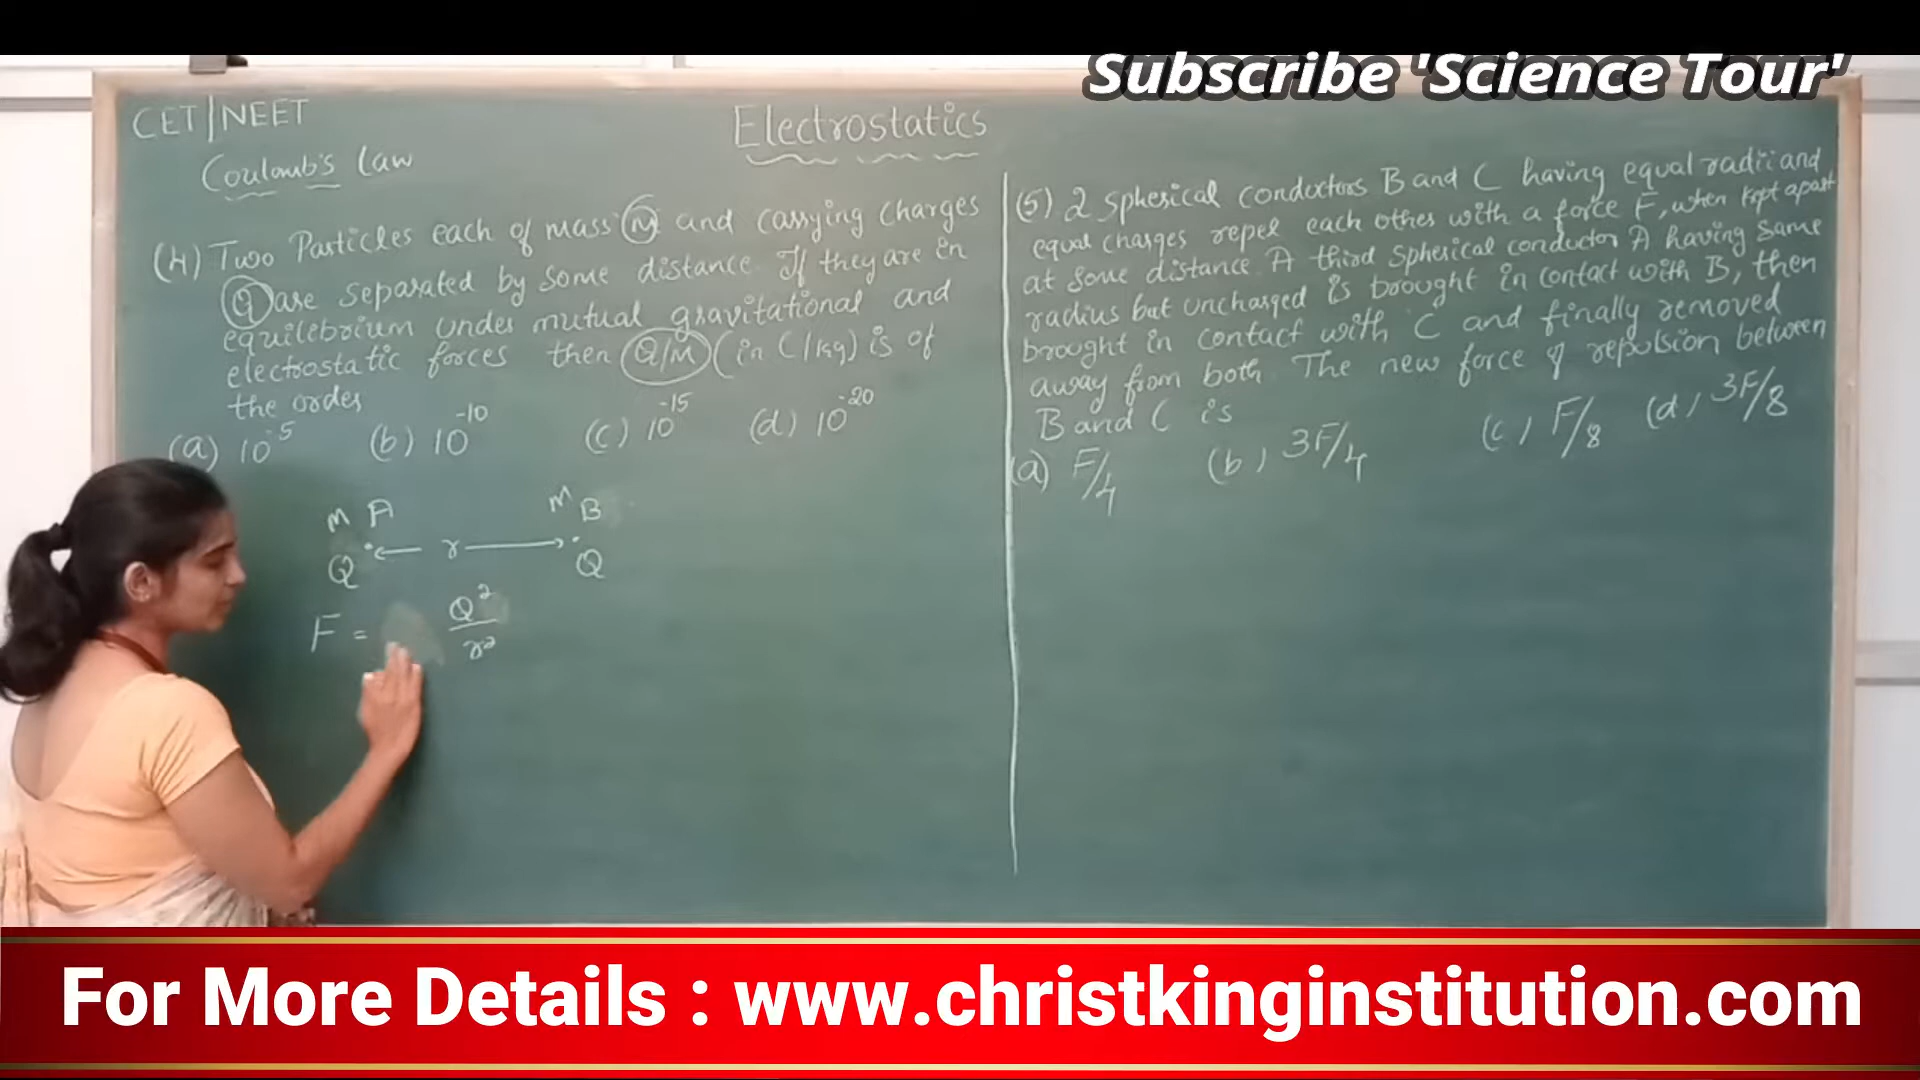 Subscribe 'Science Tour'
CET/NEET
Electrostatics
Coulomb's Law
(4) Two Particles each of mass M and carrying charges
Q are separated by some distance. If they are in
equilibrium under mutual gravitational and
electrostatic forces then Q/M (in C/kg) is of
the order
(a) 10^-5 (b) 10^-10 (c) 10^-15 (d) 10^-20
M A M B
Q r Q
F = Q^2/r^2
(5) 2 spherical conductors B and C having equal radii and
equal charges repel each other with a force F, when kept apart
at some distance. A third spherical conductor A having same
radius but uncharged is brought in contact with B, then
brought in contact with C and finally removed
away from both. The new force of repulsion between
B and C is
(a) F/4 (b) 3F/4 (c) F/8 (d) 3F/8
For More Details : www.christkinginstitution.com